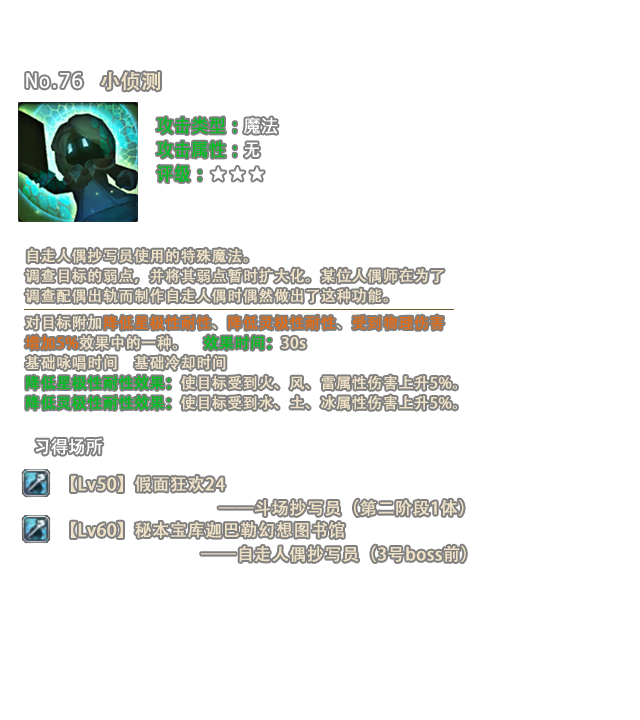 No.76 小侦测
攻击类型：魔法
攻击属性：无
评级：☆☆☆
自走人偶抄写员使用的特殊魔法。
调查目标的弱点，并将其弱点暂时扩大化。某位人偶师在为了
调查配偶出轨而制作自走人偶时偶然做出了这种功能。
对目标附加降低星极性耐性、降低灵极性耐性、受到物理伤害
增加5%效果中的一种。 效果时间：30s
基础咏唱时间 基础冷却时间
降低星极性耐性效果：使目标受到火、风、雷属性伤害上升5%。
降低灵极性耐性效果：使目标受到水、土、冰属性伤害上升5%。
习得场所
【Lv50】假面狂欢24
——斗场抄写员（第二阶段1体）
【Lv60】秘本宝库迦巴勒幻想图书馆
——自走人偶抄写员（3号boss前）